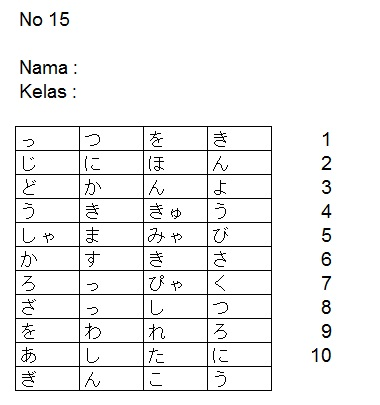 No 15
Nama :
Kelas :
っ つ を き 1
じ に ほ ん 2
ど か ん よ 3
う き きゅ う 4
しゃ ま みゃ び 5
か す き さ 6
ろ っ ぴゃ く 7
ざ っ し つ 8
を わ れ ろ 9
あ し た に 10
ぎ ん こ う